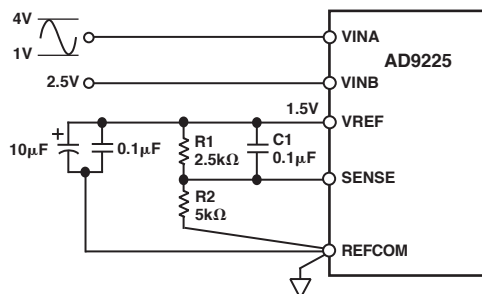 4V
1V
VINA
AD9225
2.5V
VINB
1.5V
VREF
10μF
+
0.1μF
R1
2.5kΩ
C1
0.1μF
SENSE
R2
5kΩ
REFCOM